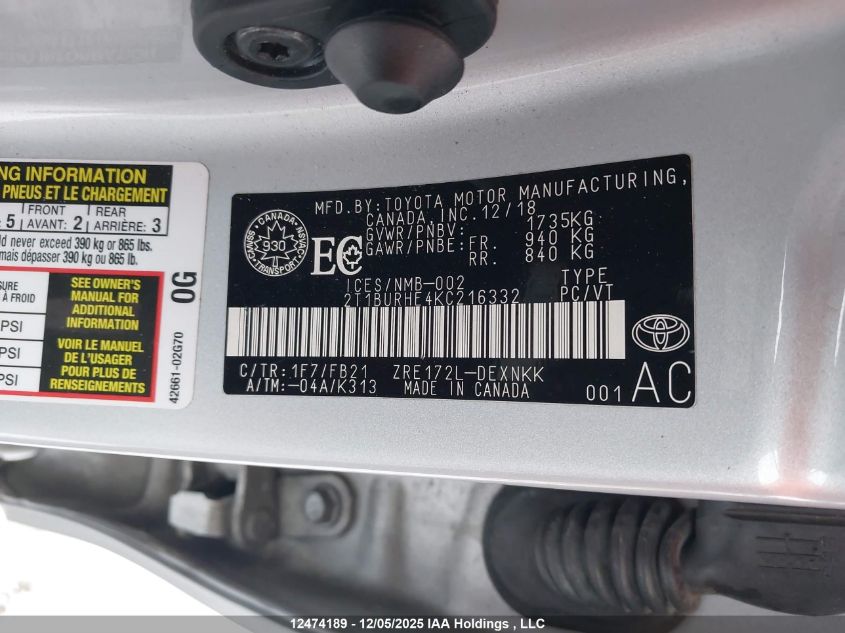 NG INFORMATION
PNEUS ET LE CHARGEMENT
5 FRONT AVANT: 2 REAR ARRIÈRE: 3
ld never exceed 390 kg or 865 lbs.
mais dépasser 390 kg ou 865 lb.
SURE
À FROID
PSI
PSI
PSI
SEE OWNER'S
MANUAL FOR
ADDITIONAL
INFORMATION
VOIR LE MANUEL
DE L'USAGER
POUR PLUS DE
RENSEIGNEMENTS
0G
42661-02G70
MFD.BY:TOYOTA MOTOR MANUFACTURING,
CANADA, INC. 12/18
GVWR/PNBV: 1735KG
GAWR/PNBE: FR. 940 KG
RR. 840 KG
CANADA
930
TRANSPORT
EC
ICES/NMB-002
2T1BURHE4KC216332
TYPE
PC/VT
C/TR:1F7/FB21 ZRE172L-DEXNKK
A/TM:-04A/K313 MADE IN CANADA
001 AC
12474189 - 12/05/2025 IAA Holdings , LLC